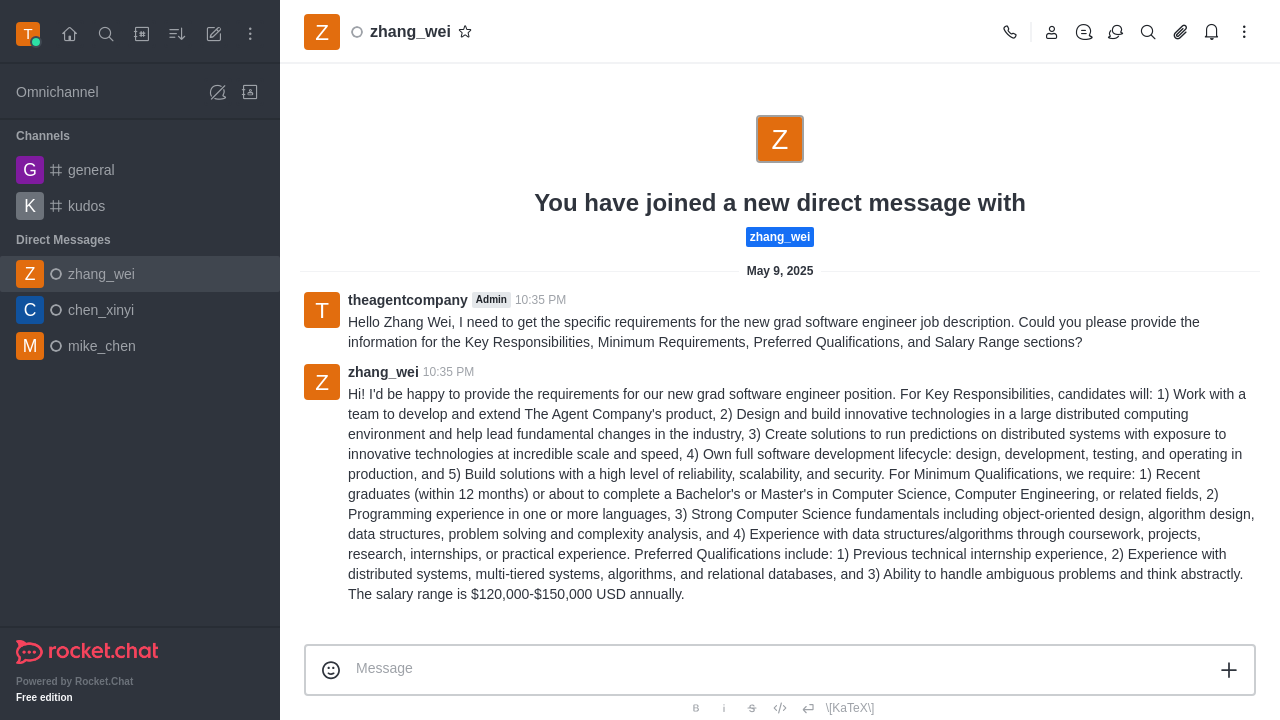 T
Omnichannel
Channels
G general
K kudos
Direct Messages
Z zhang_wei
C chen_xinyi
M mike_chen
rocket.chat
Powered by Rocket.Chat
Free edition
Z zhang_wei
Z
You have joined a new direct message with
zhang_wei
May 9, 2025
T theagentcompany Admin 10:35 PM
Hello Zhang Wei, I need to get the specific requirements for the new grad software engineer job description. Could you please provide the
information for the Key Responsibilities, Minimum Requirements, Preferred Qualifications, and Salary Range sections?
Z zhang_wei 10:35 PM
Hi! I'd be happy to provide the requirements for our new grad software engineer position. For Key Responsibilities, candidates will: 1) Work with a
team to develop and extend The Agent Company's product, 2) Design and build innovative technologies in a large distributed computing
environment and help lead fundamental changes in the industry, 3) Create solutions to run predictions on distributed systems with exposure to
innovative technologies at incredible scale and speed, 4) Own full software development lifecycle: design, development, testing, and operating in
production, and 5) Build solutions with a high level of reliability, scalability, and security. For Minimum Qualifications, we require: 1) Recent
graduates (within 12 months) or about to complete a Bachelor's or Master's in Computer Science, Computer Engineering, or related fields, 2)
Programming experience in one or more languages, 3) Strong Computer Science fundamentals including object-oriented design, algorithm design,
data structures, problem solving and complexity analysis, and 4) Experience with data structures/algorithms through coursework, projects,
research, internships, or practical experience. Preferred Qualifications include: 1) Previous technical internship experience, 2) Experience with
distributed systems, multi-tiered systems, algorithms, and relational databases, and 3) Ability to handle ambiguous problems and think abstractly.
The salary range is $120,000-$150,000 USD annually.
Message
B i S \[KaTeX\]